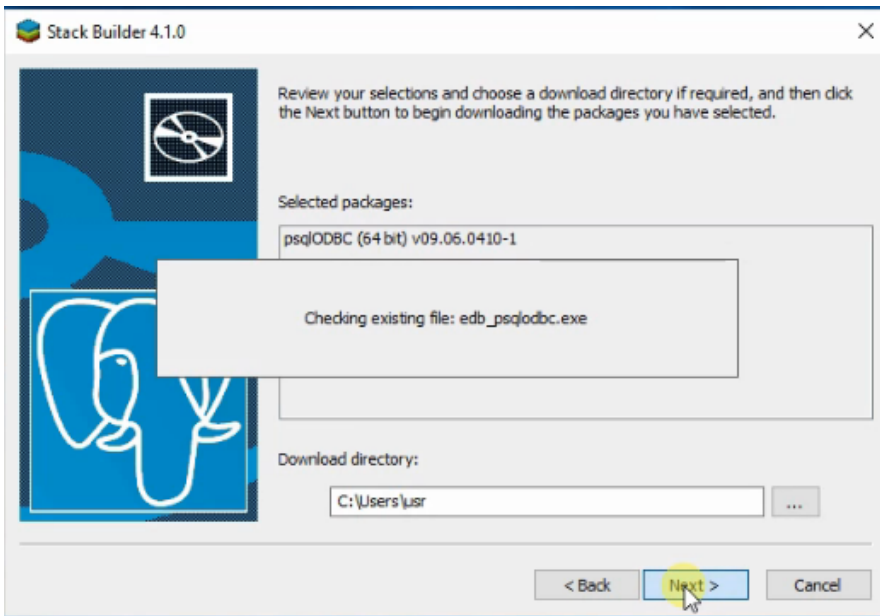 Stack Builder 4.1.0
Review your selections and choose a download directory if required, and then click
the Next button to begin downloading the packages you have selected.
Selected packages:
psqlODBC (64 bit) v09.06.0410-1
Checking existing file: edb_psqlodbc.exe
Download directory:
C:\Users\usr
...
< Back
Next >
Cancel